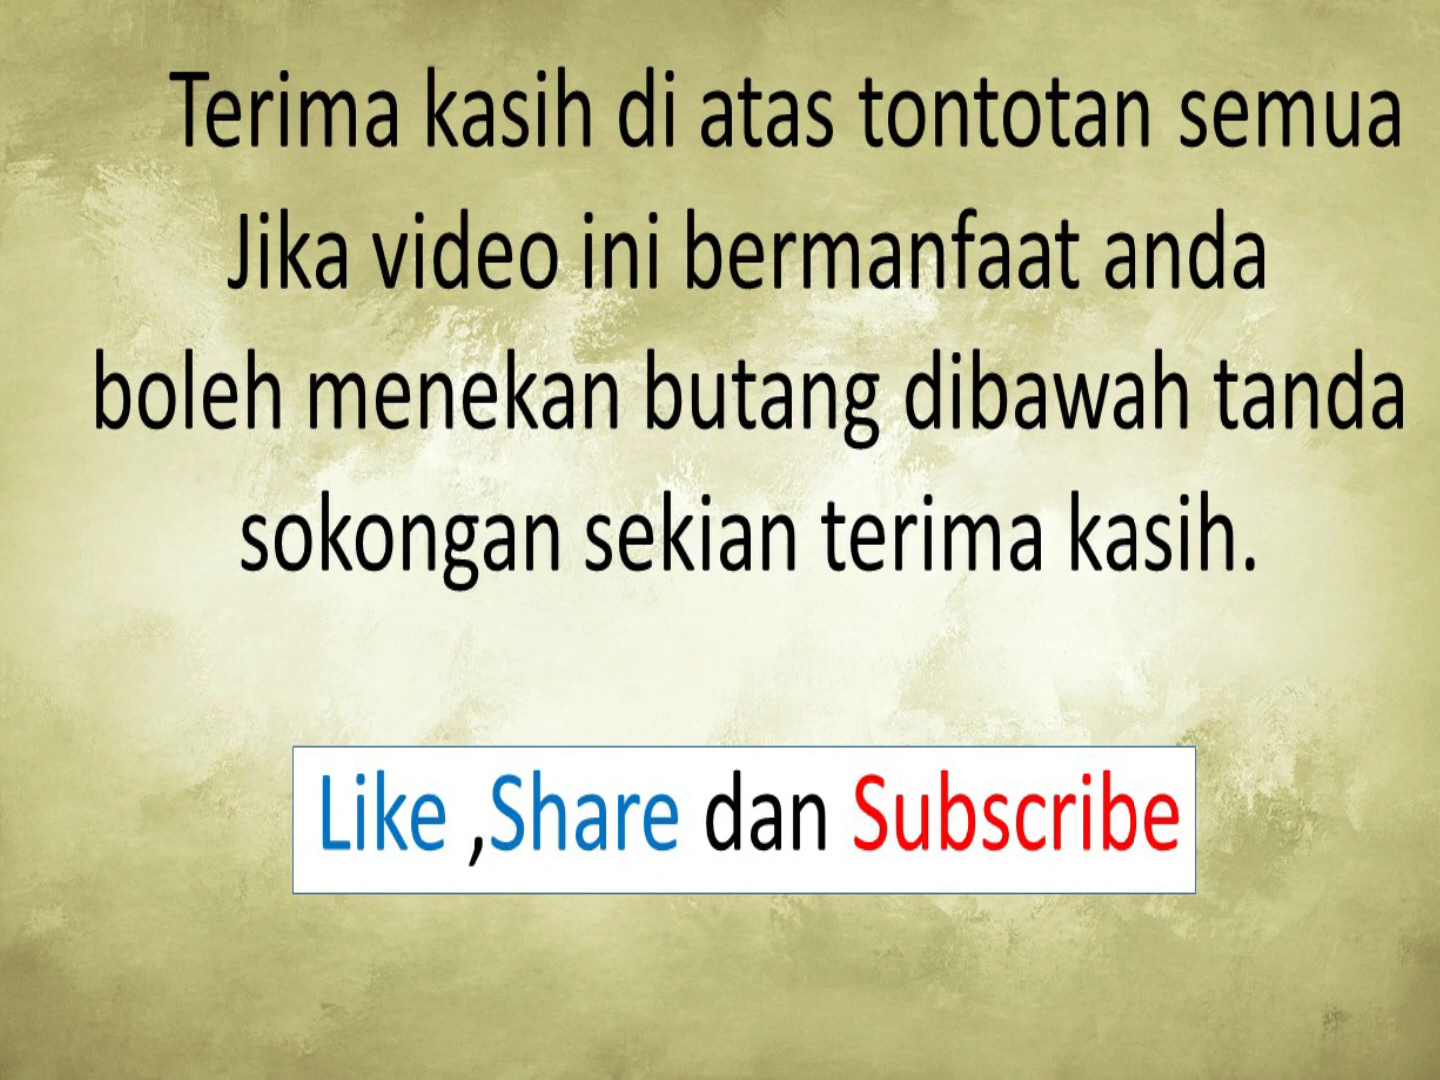 Terima kasih di atas tontotan semua
Jika video ini bermanfaat anda
boleh menekan butang dibawah tanda
sokongan sekian terima kasih.
Like ,Share dan Subscribe